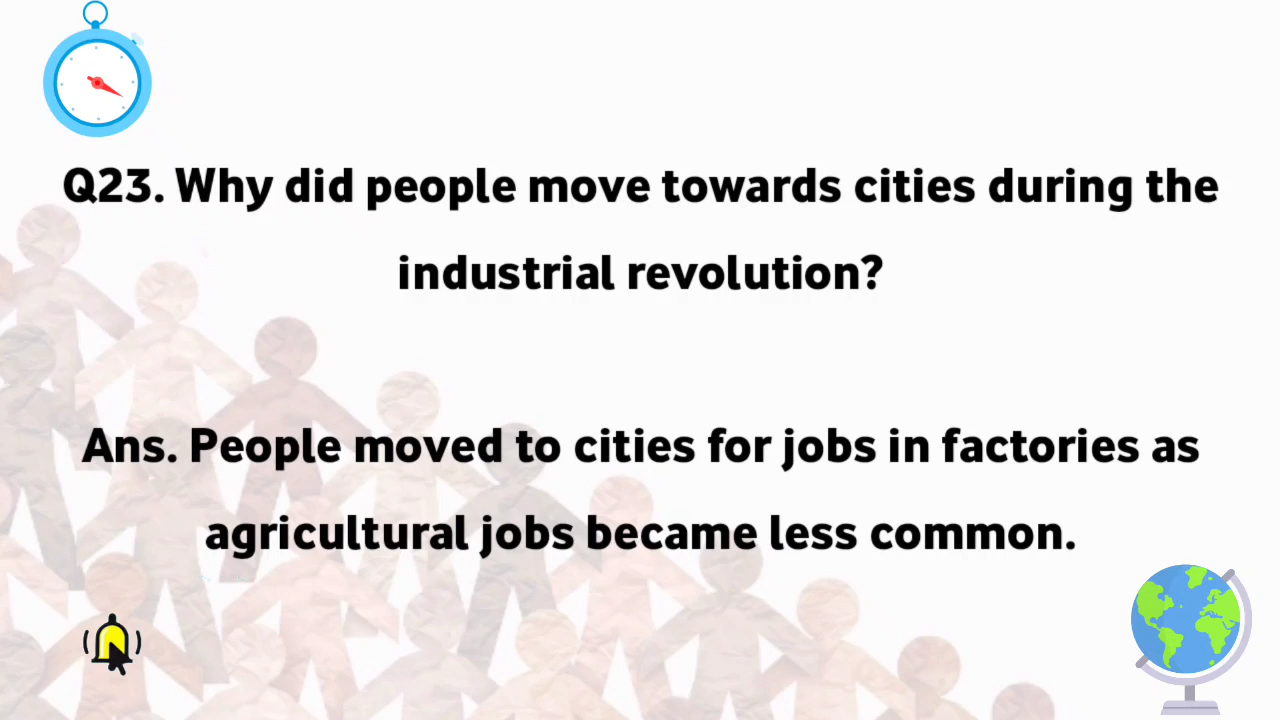 Q23. Why did people move towards cities during the
industrial revolution?
Ans. People moved to cities for jobs in factories as
agricultural jobs became less common.